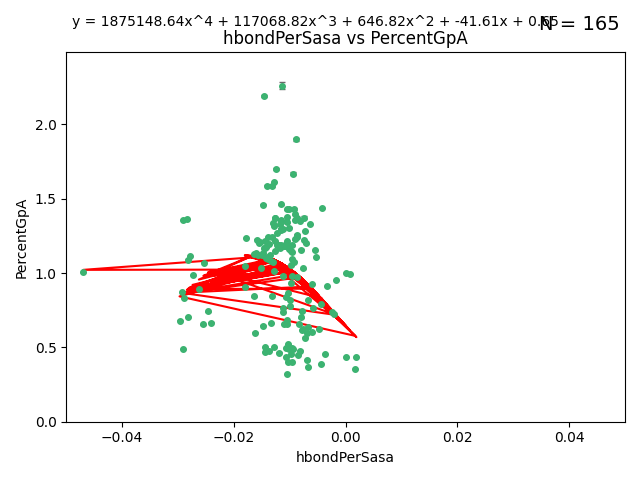 y = 1875148.64x^4 + 117068.82x^3 + 646.82x^2 + -41.61x + 0.65
N = 165
hbondPerSasa vs PercentGpA
PercentGpA
2.0
1.5
1.0
0.5
0.0
−0.04 −0.02 0.00 0.02 0.04
hbondPerSasa